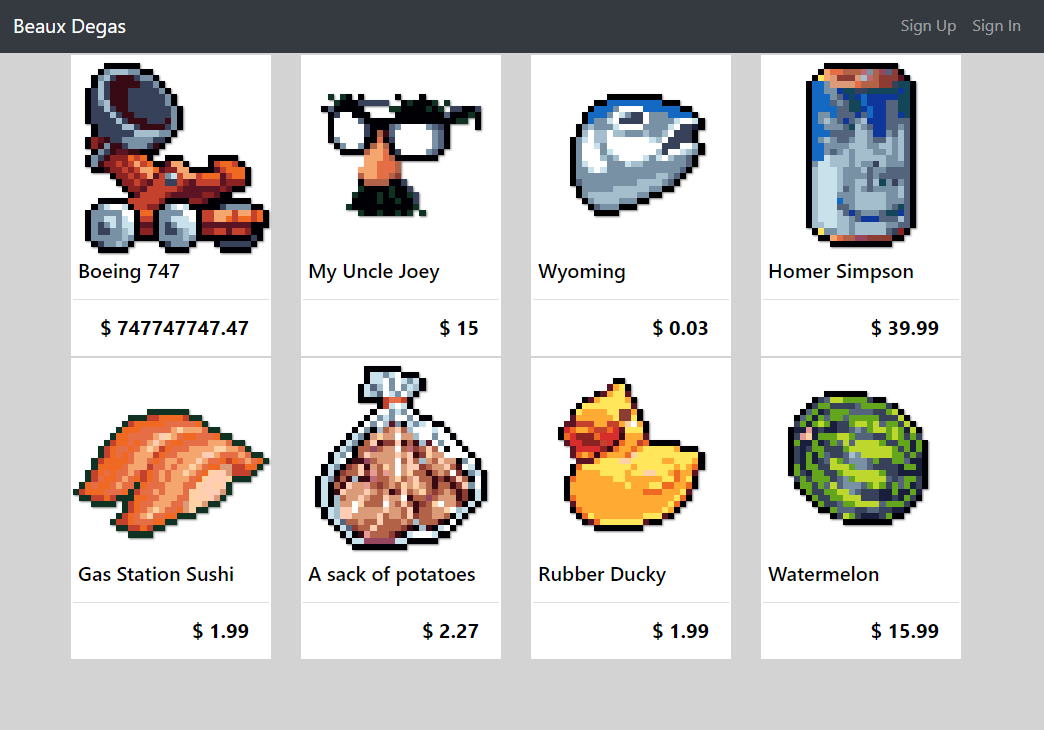 Beaux Degas
Sign Up Sign In
Boeing 747
My Uncle Joey
Wyoming
Homer Simpson
$ 747747747.47
$ 15
$ 0.03
$ 39.99
Gas Station Sushi
A sack of potatoes
Rubber Ducky
Watermelon
$ 1.99
$ 2.27
$ 1.99
$ 15.99